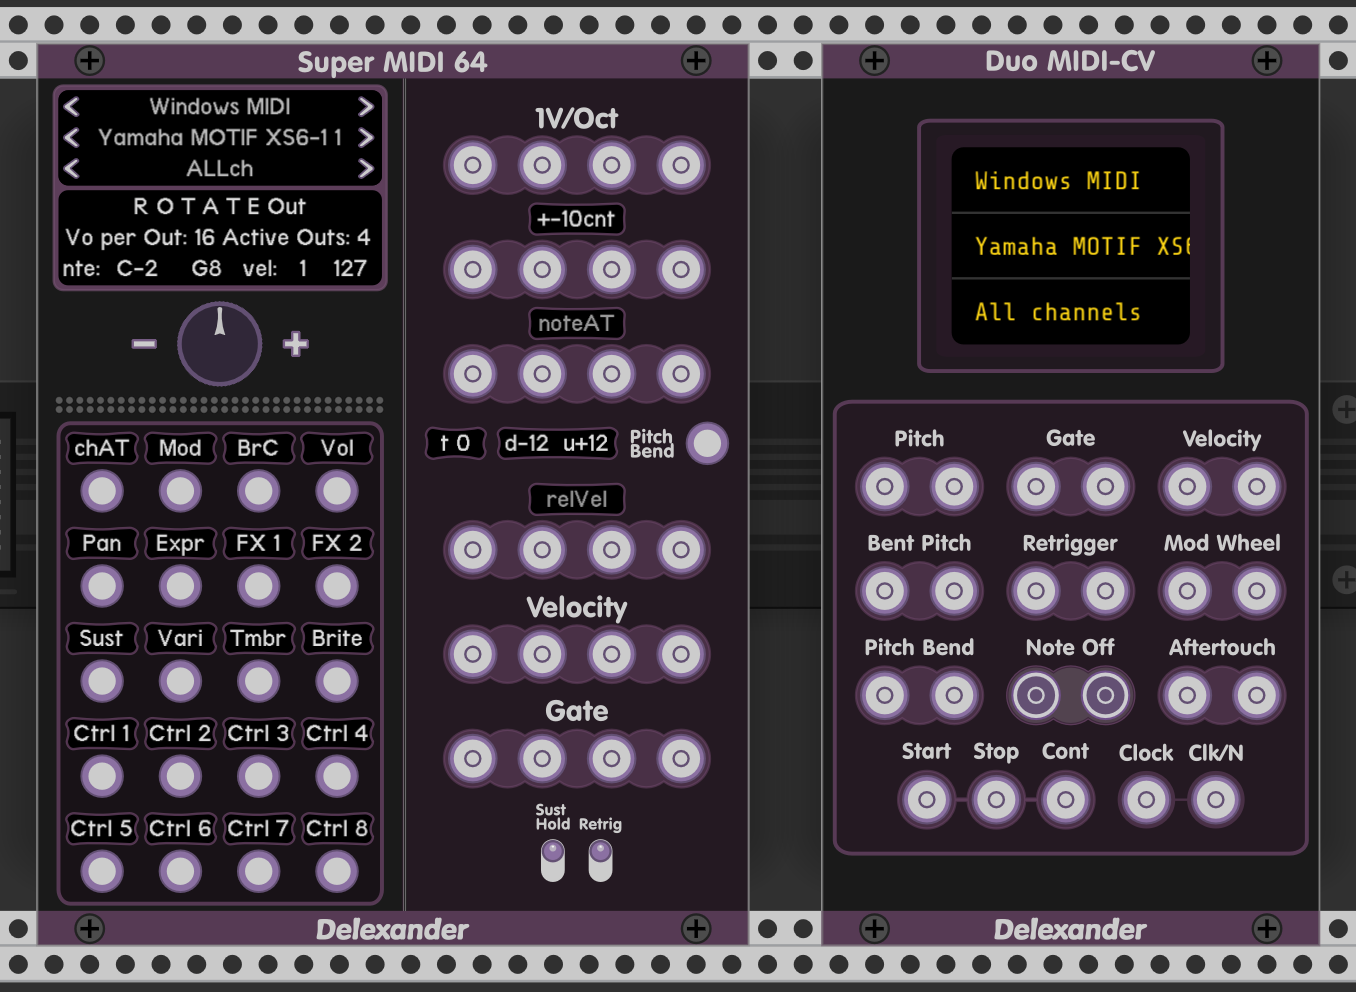 Super MIDI 64
Windows MIDI
Yamaha MOTIF XS6-1 1
ALLch
R O T A T E Out
Vo per Out: 16 Active Outs: 4
nte: C-2 G8 vel: 1 127
chAT Mod BrC Vol
Pan Expr FX 1 FX 2
Sust Vari Tmbr Brite
Ctrl 1 Ctrl 2 Ctrl 3 Ctrl 4
Ctrl 5 Ctrl 6 Ctrl 7 Ctrl 8
1V/Oct
+-10cnt
noteAT
t 0 d-12 u+12 Pitch
Bend
relVel
Velocity
Gate
Sust
Hold Retrig
Delexander
Duo MIDI-CV
Windows MIDI
Yamaha MOTIF XS6
All channels
Pitch Gate Velocity
Bent Pitch Retrigger Mod Wheel
Pitch Bend Note Off Aftertouch
Start Stop Cont Clock Clk/N
Delexander